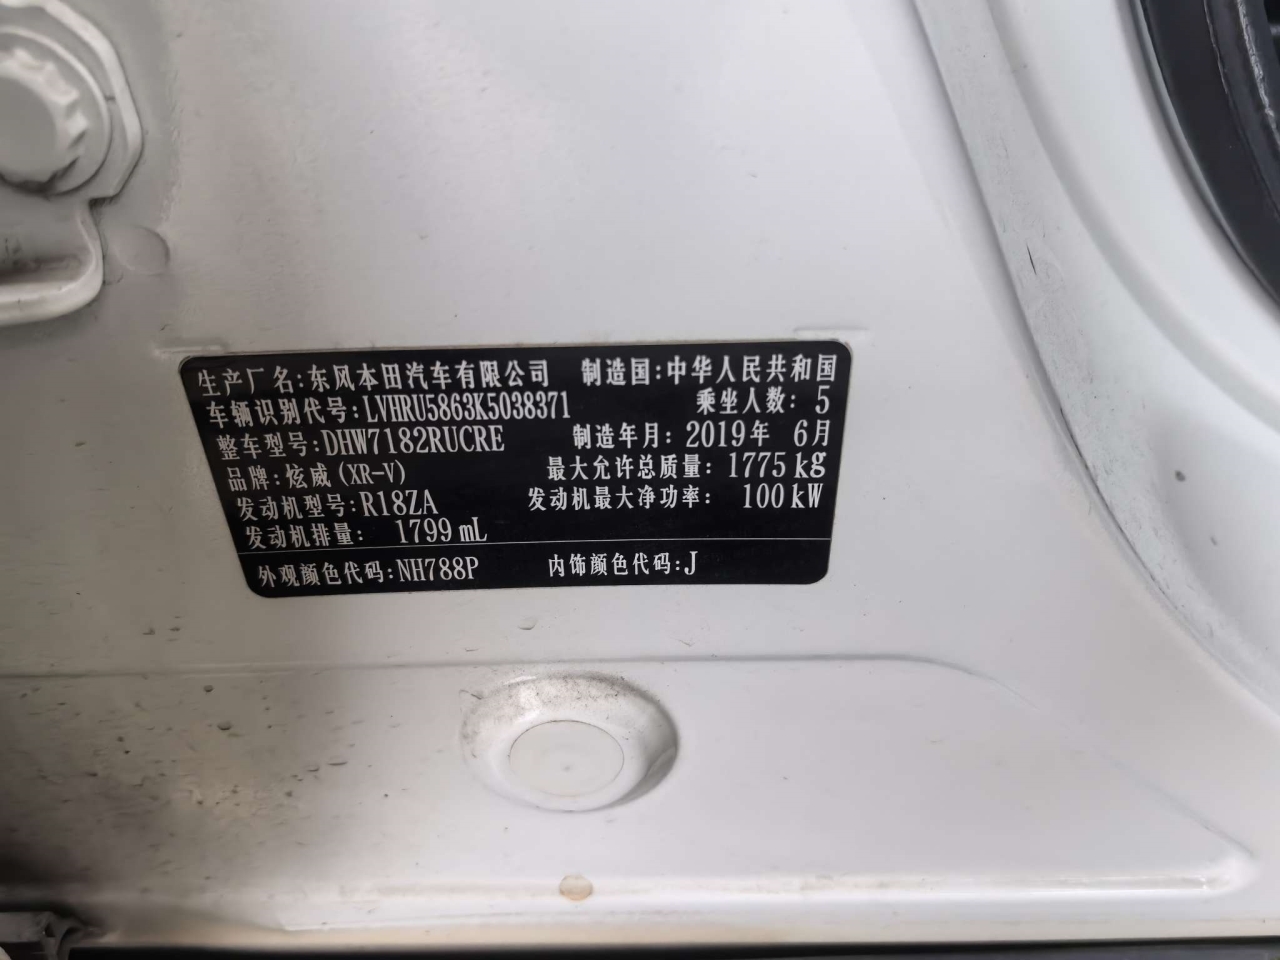 生产厂名:东风本田汽车有限公司 制造国:中华人民共和国
车辆识别代号:LVHRU5863K5038371 乘坐人数: 5
整车型号:DHW7182RUCRE 制造年月: 2019年 6月
品牌:炫威(XR-V) 最大允许总质量: 1775 kg
发动机型号:R18ZA 发动机最大净功率: 100 kW
发动机排量: 1799 mL
外观颜色代码:NH788P 内饰颜色代码:J